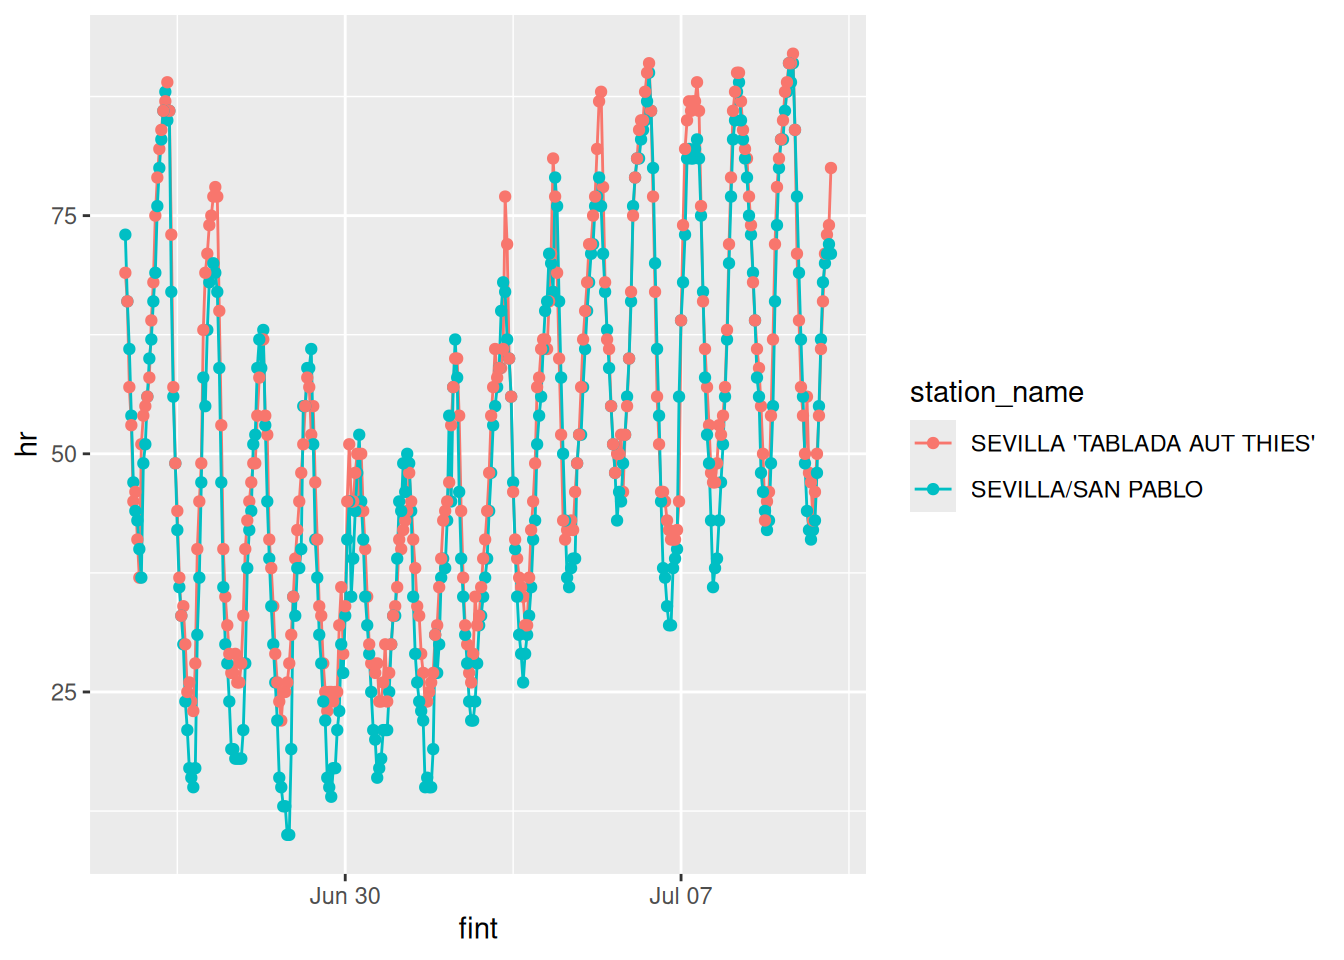 hr
75
50
25
Jun 30
Jul 07
fint
station_name
SEVILLA 'TABLADA AUT THIES'
SEVILLA/SAN PABLO